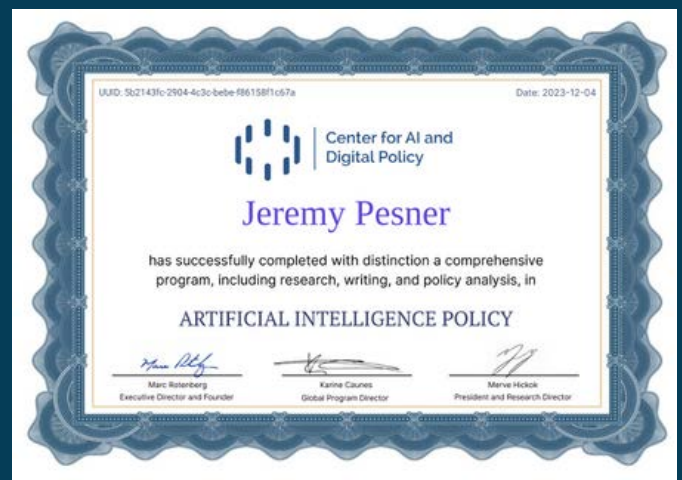 UUID: 5b2143fc-2904-4c3c-bebe-f86158f1c67a
Date: 2023-12-04
Center for AI and
Digital Policy
Jeremy Pesner
has successfully completed with distinction a comprehensive
program, including research, writing, and policy analysis, in
ARTIFICIAL INTELLIGENCE POLICY
Marc Rotenberg
Executive Director and Founder
Karine Caunes
Global Program Director
Merve Hickok
President and Research Director